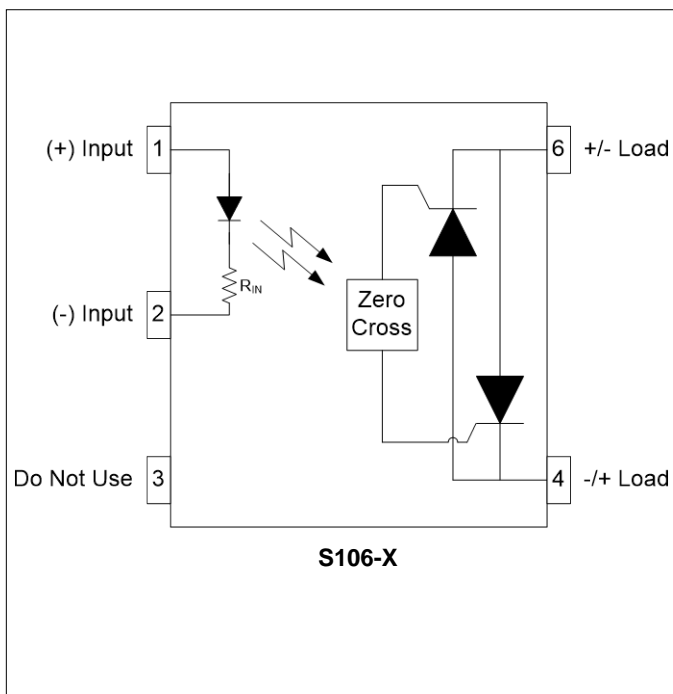 (+) Input 1
6 +/- Load
R_IN
(-) Input 2
Zero
Cross
Do Not Use 3
4 -/+ Load
S106-X